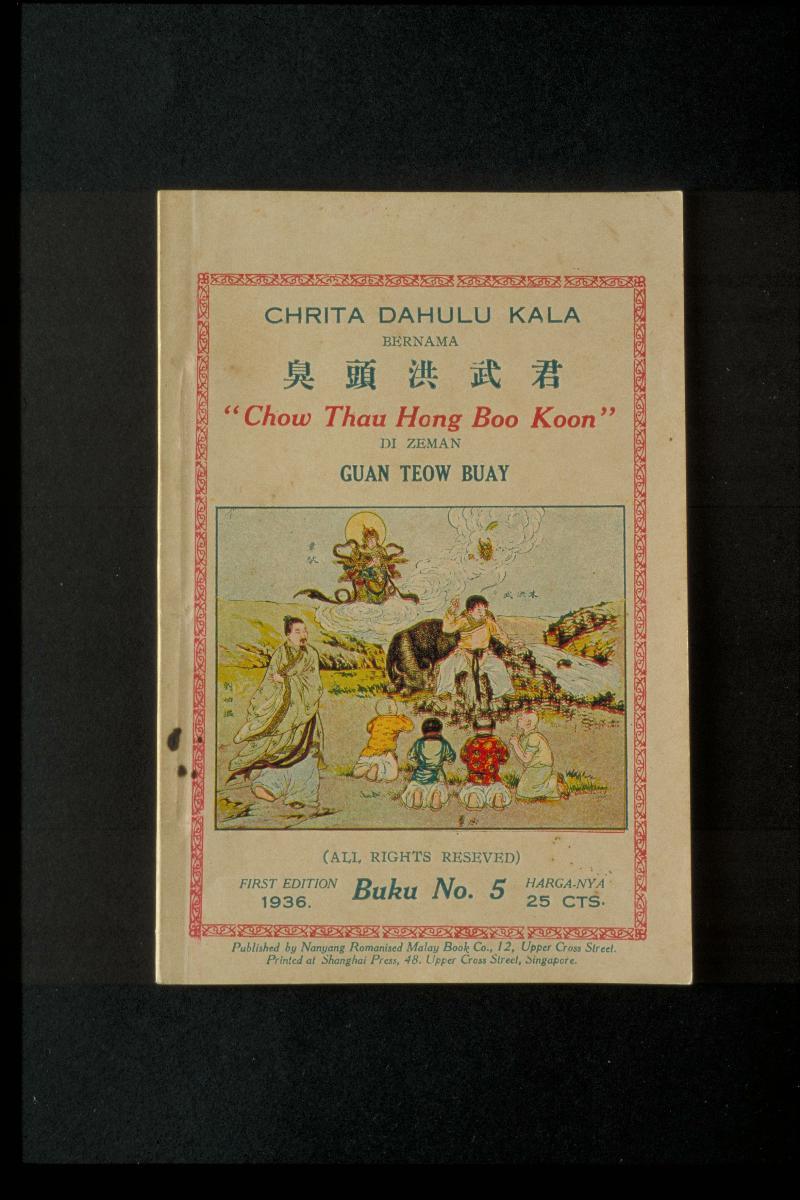 CHRITA DAHULU KALA
BERNAMA
臭頭洪武君
"Chow Thau Hong Boo Koon"
DI ZEMAN
GUAN TEOW BUAY
(ALL RIGHTS RESEVED)
FIRST EDITION
1936.
Buku No. 5
HARGA-NYA
25 CTS.
Published by Nanyang Romanised Malay Book Co., 12, Upper Cross Street.
Printed at Shanghai Press, 48. Upper Cross Street, Singapore.